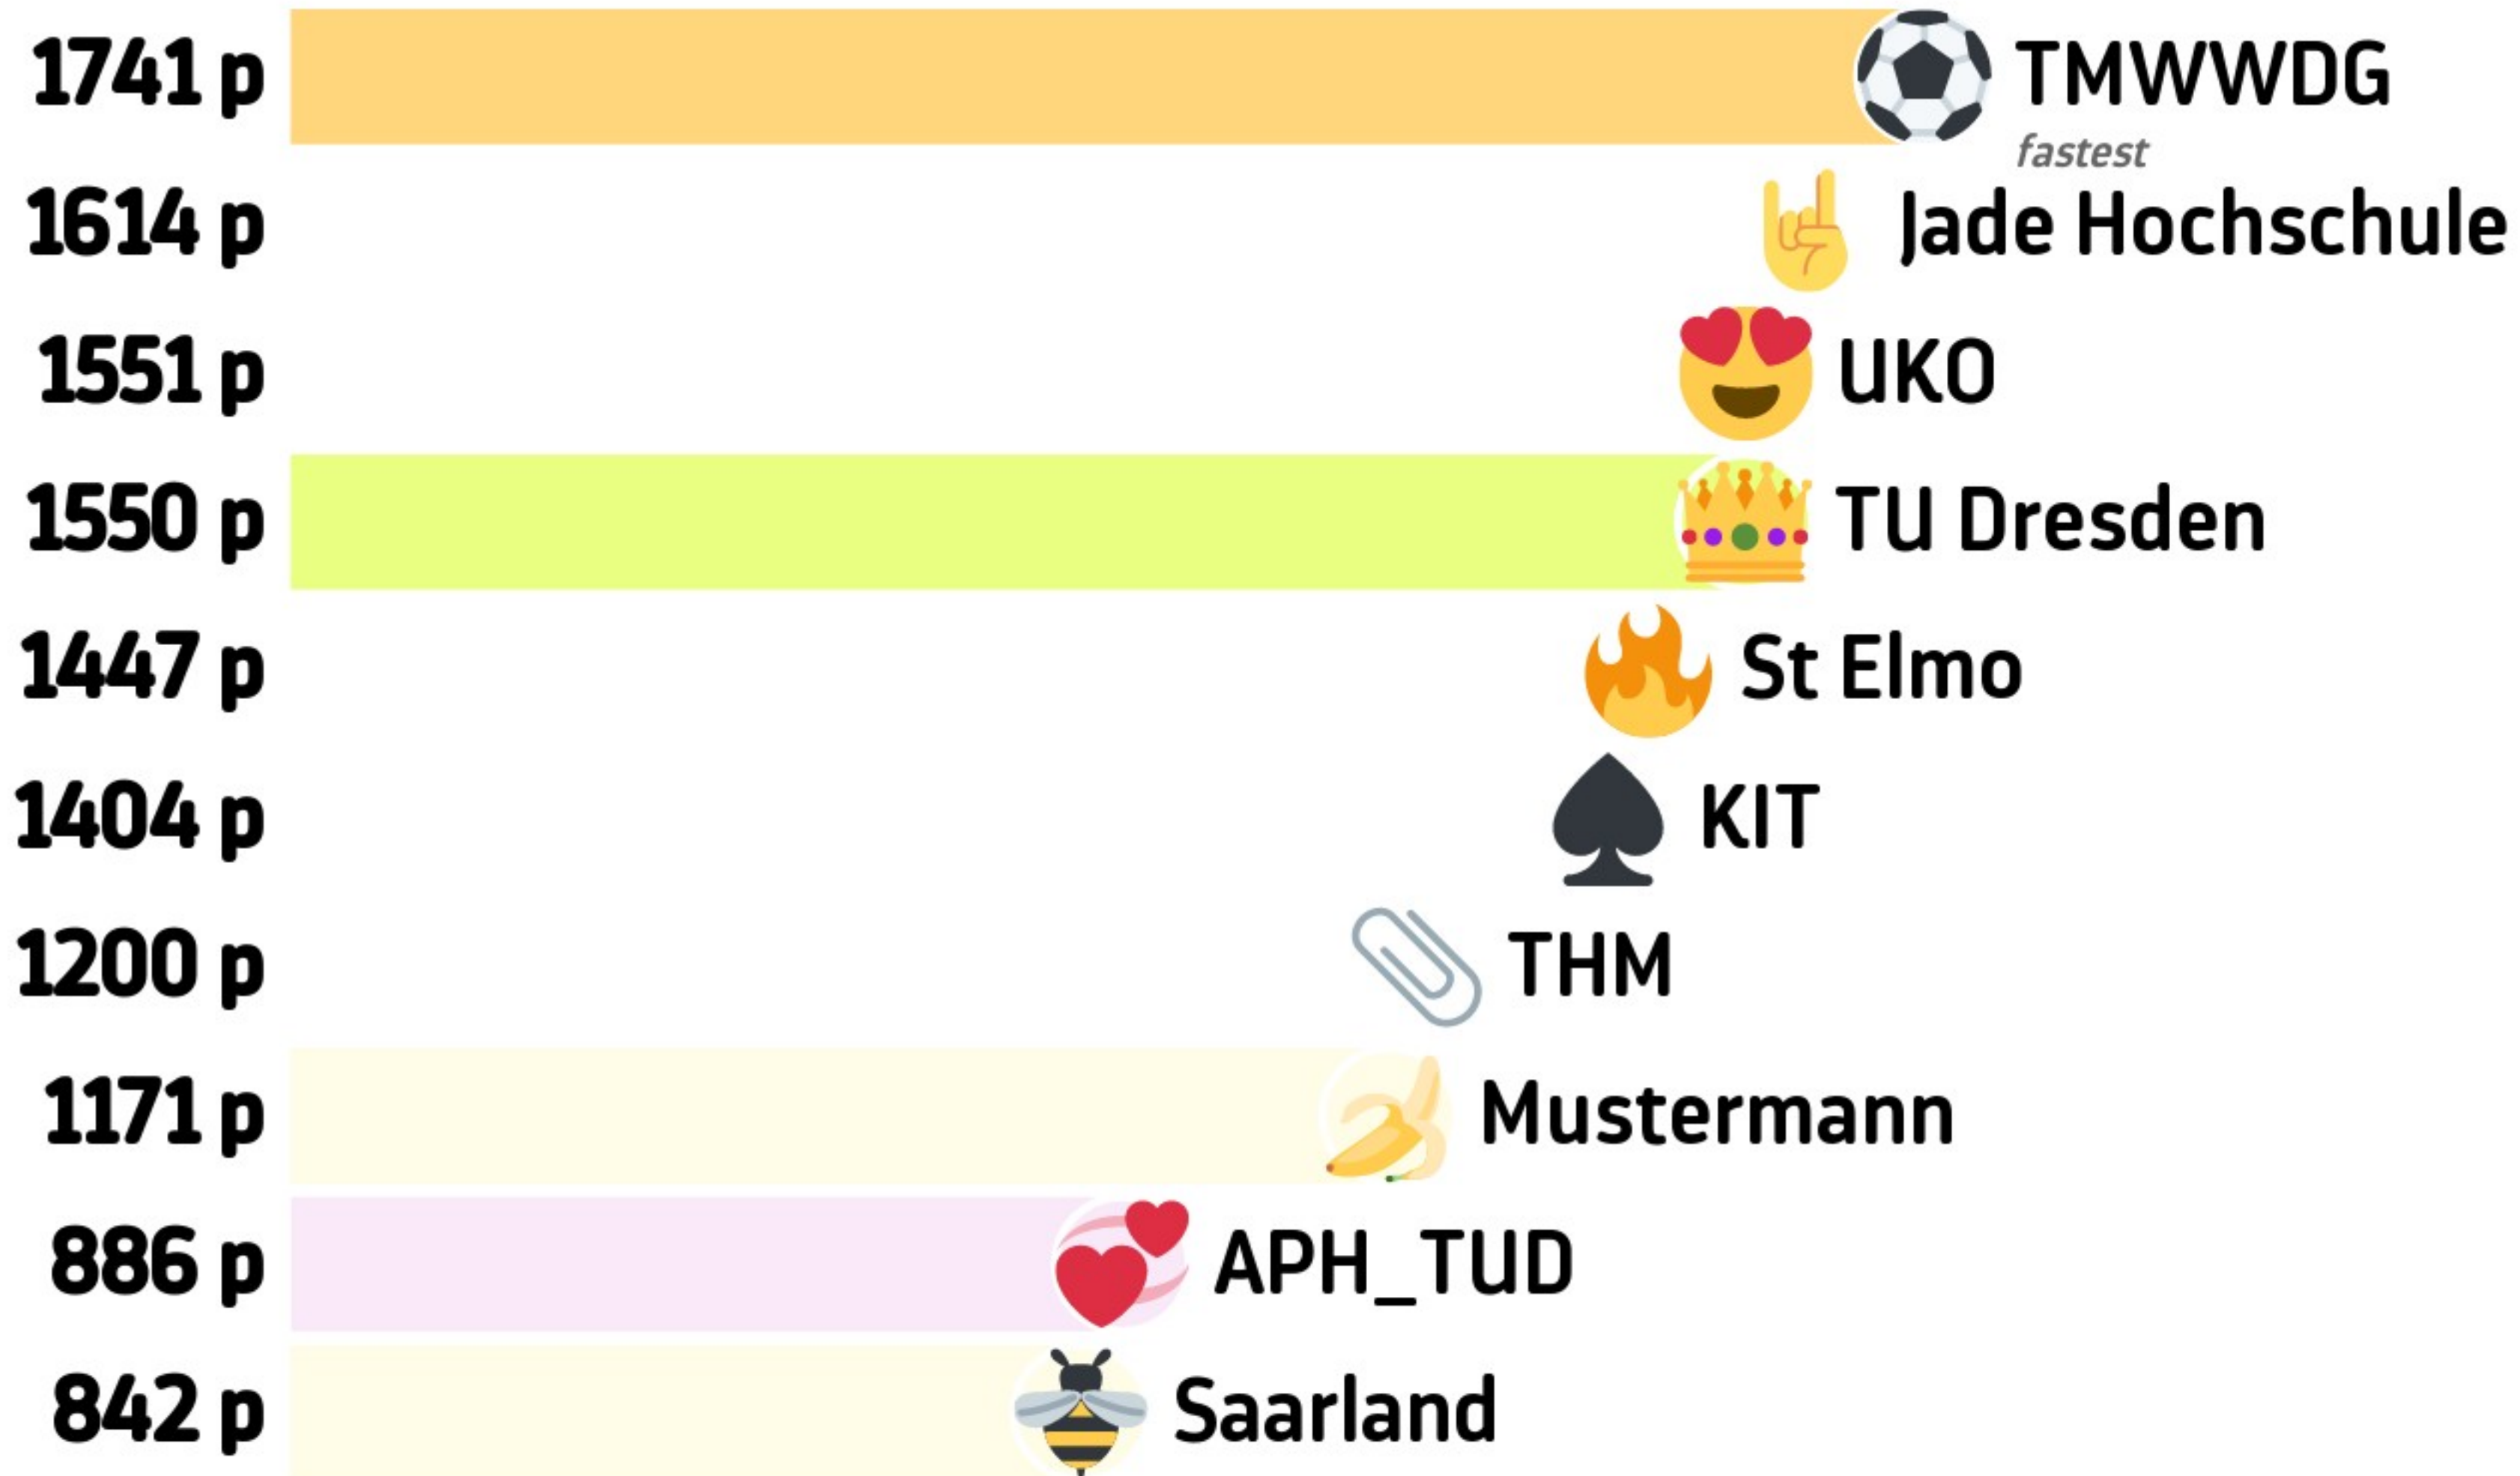 1741 p TMWWDG
fastest
1614 p Jade Hochschule
1551 p UKO
1550 p TU Dresden
1447 p St Elmo
1404 p KIT
1200 p THM
1171 p Mustermann
886 p APH_TUD
842 p Saarland